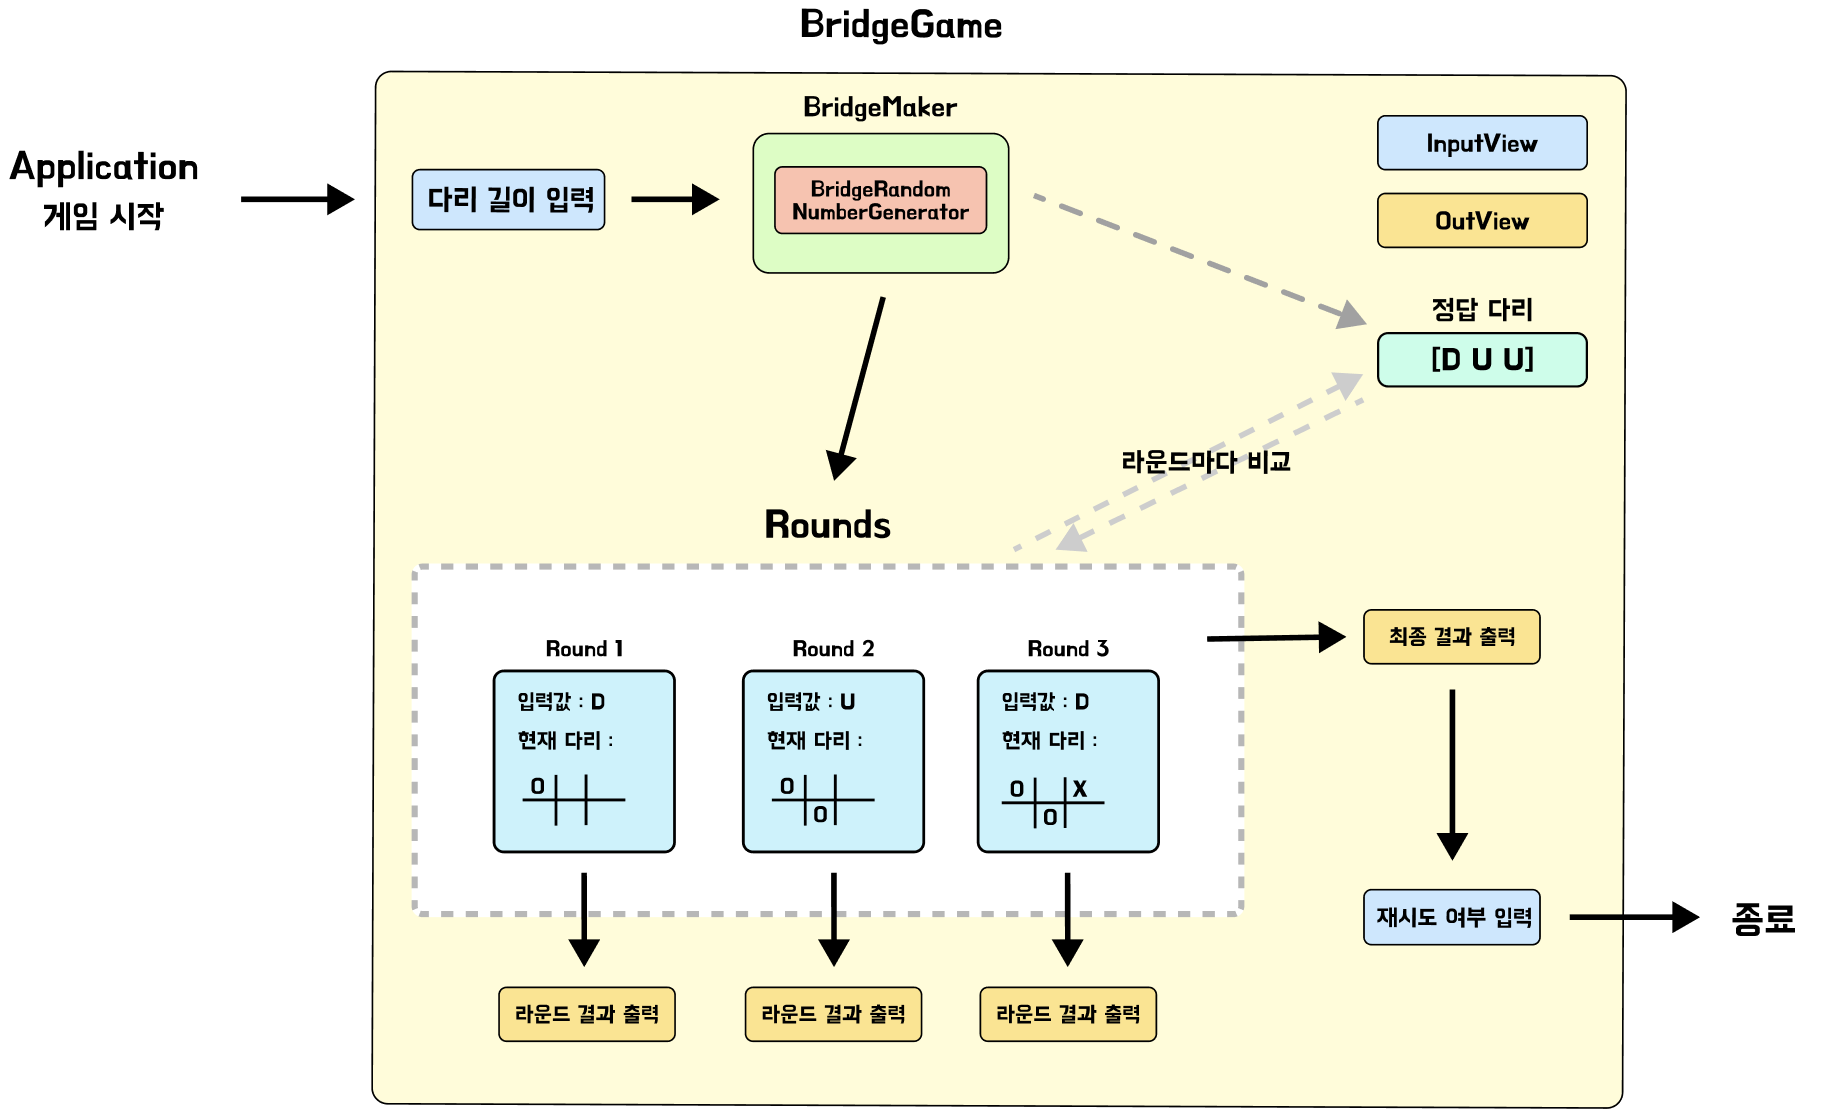 BridgeGame
Application
게임 시작
다리 길이 입력
BridgeMaker
BridgeRandom
NumberGenerator
InputView
OutView
정답 다리
[D U U]
라운드마다 비교
Rounds
Round 1
입력값 : D
현재 다리 :
O
Round 2
입력값 : U
현재 다리 :
O
O
Round 3
입력값 : D
현재 다리 :
O X
O
라운드 결과 출력
라운드 결과 출력
라운드 결과 출력
최종 결과 출력
재시도 여부 입력
종료